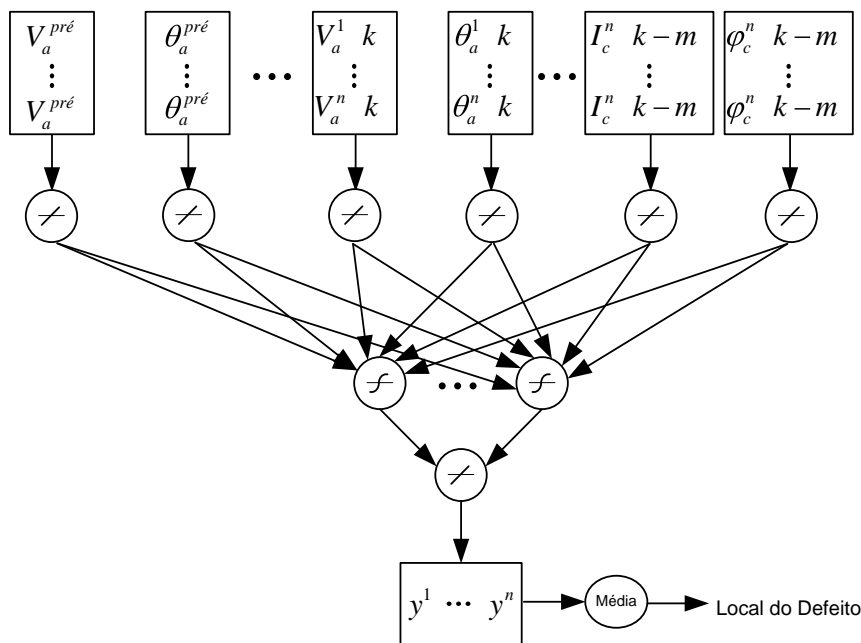 V_a^{pré} θ_a^{pré} V_a^1 k θ_a^1 k I_c^n k − m φ_c^n k − m
⋮ ⋮ ••• ⋮ ⋮ ••• ⋮ ⋮
V_a^{pré} θ_a^{pré} V_a^n k θ_a^n k I_c^n k − m φ_c^n k − m
•••
y^1 ••• y^n
Média
Local do Defeito